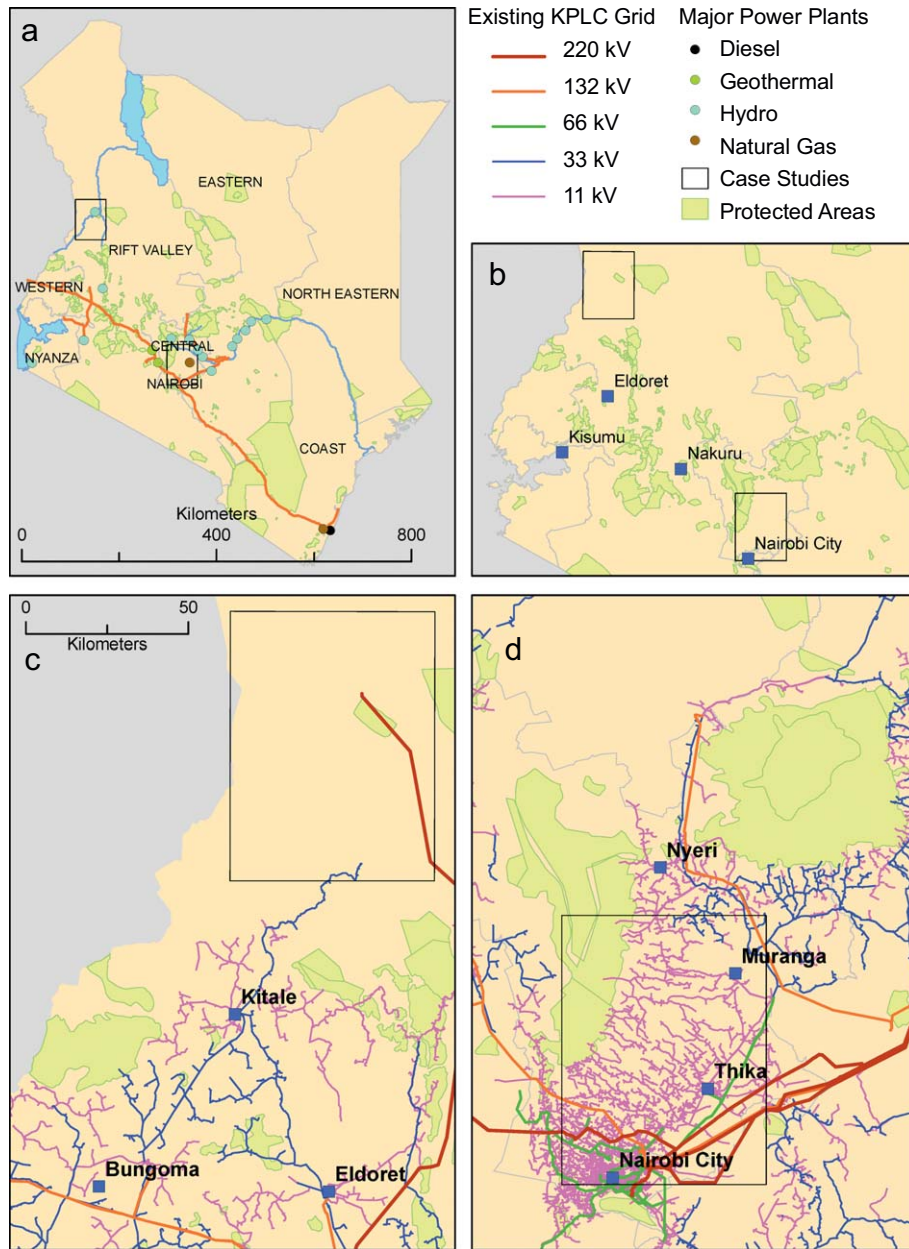 a
EASTERN
RIFT VALLEY
WESTERN
NORTH EASTERN
CENTRAL
NYANZA
NAIROBI
COAST
Kilometers
0 400 800
Existing KPLC Grid
220 kV
132 kV
66 kV
33 kV
11 kV
Major Power Plants
Diesel
Geothermal
Hydro
Natural Gas
Case Studies
Protected Areas
b
Eldoret
Kisumu
Nakuru
Nairobi City
0 50
Kilometers
c
Kitale
Bungoma
Eldoret
d
Nyeri
Muranga
Thika
Nairobi City